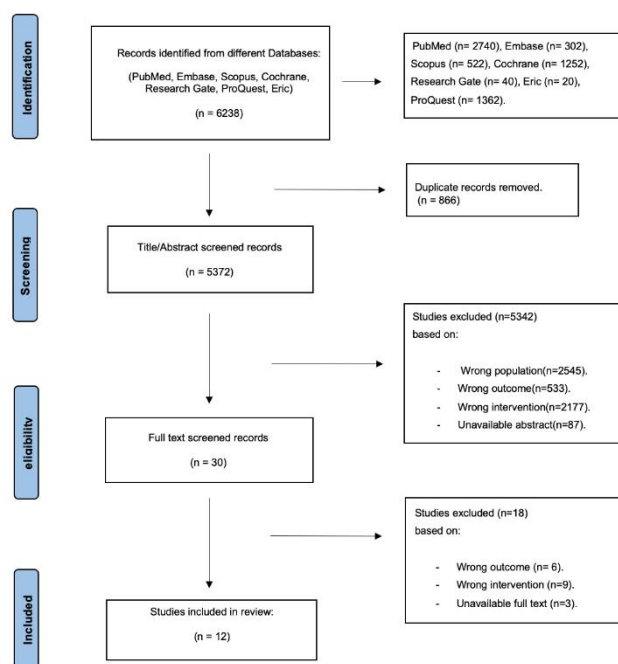 Identification
Records identified from different Databases:
(PubMed, Embase, Scopus, Cochrane,
Research Gate, ProQuest, Eric)
(n = 6238)
PubMed (n= 2740), Embase (n= 302),
Scopus (n = 522), Cochrane (n= 1252),
Research Gate (n= 40), Eric (n= 20),
ProQuest (n= 1362).
Duplicate records removed.
(n = 866)
Screening
Title/Abstract screened records
(n = 5372)
Studies excluded (n=5342)
based on:
- Wrong population(n=2545).
- Wrong outcome(n=533).
- Wrong intervention(n=2177).
- Unavailable abstract(n=87).
eligibility
Full text screened records
(n = 30)
Studies excluded (n=18)
based on:
- Wrong outcome (n= 6).
- Wrong intervention (n=9).
- Unavailable full text (n=3).
Included
Studies included in review:
(n = 12)